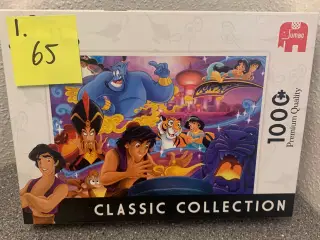 1.
65
Jumbo
1000
Premium Quality
CLASSIC COLLECTION